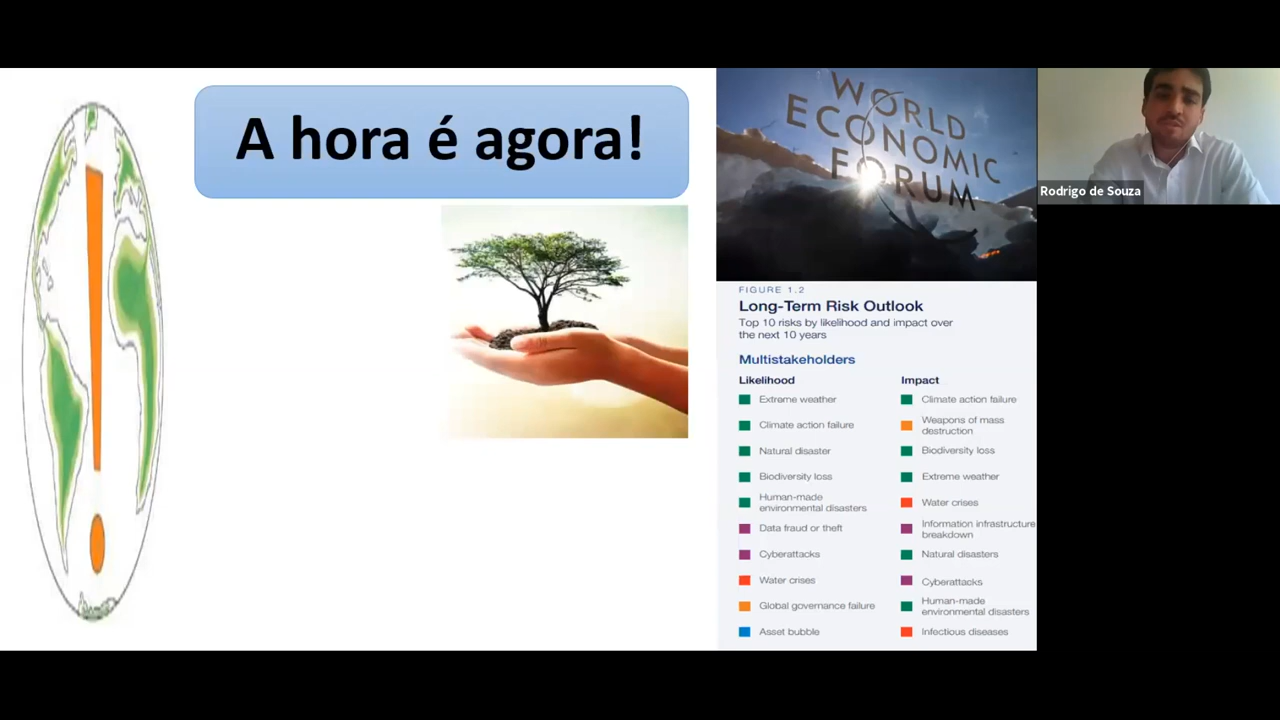 A hora é agora!
WORLD
ECONOMIC
FORUM
Rodrigo de Souza
FIGURE 1.2
Long-Term Risk Outlook
Top 10 risks by likelihood and impact over
the next 10 years
Multistakeholders
Likelihood
Extreme weather
Climate action failure
Natural disaster
Biodiversity loss
Human-made
environmental disasters
Data fraud or theft
Cyberattacks
Water crises
Global governance failure
Asset bubble
Impact
Climate action failure
Weapons of mass
destruction
Biodiversity loss
Extreme weather
Water crises
Information infrastructure
breakdown
Natural disasters
Cyberattacks
Human-made
environmental disasters
Infectious diseases